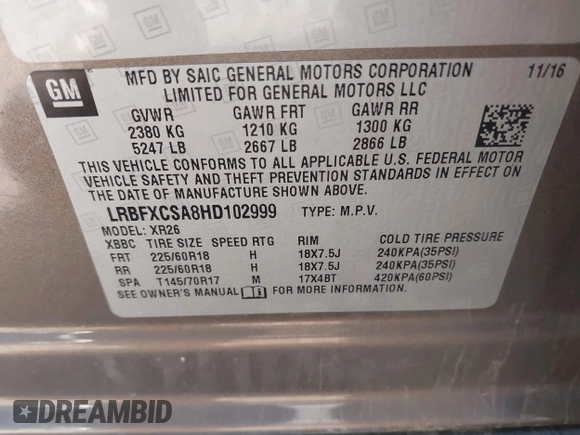 GM
MFD BY SAIC GENERAL MOTORS CORPORATION 11/16
LIMITED FOR GENERAL MOTORS LLC
GVWR GAWR FRT GAWR RR
2380 KG 1210 KG 1300 KG
5247 LB 2667 LB 2866 LB
THIS VEHICLE CONFORMS TO ALL APPLICABLE U.S. FEDERAL MOTOR
VEHICLE SAFETY AND THEFT PREVENTION STANDARDS IN EFFECT ON
THE DATE OF MANUFACTURE SHOWN ABOVE.
LRBFXCSA8HD102999 TYPE: M.P.V.
MODEL: XR26
XBBC TIRE SIZE SPEED RTG RIM COLD TIRE PRESSURE
FRT 225/60R18 H 18X7.5J 240KPA(35PSI)
RR 225/60R18 H 18X7.5J 240KPA(35PSI)
SPA T145/70R17 M 17X4BT 420KPA(60PSI)
SEE OWNER'S MANUAL
DREAMBID